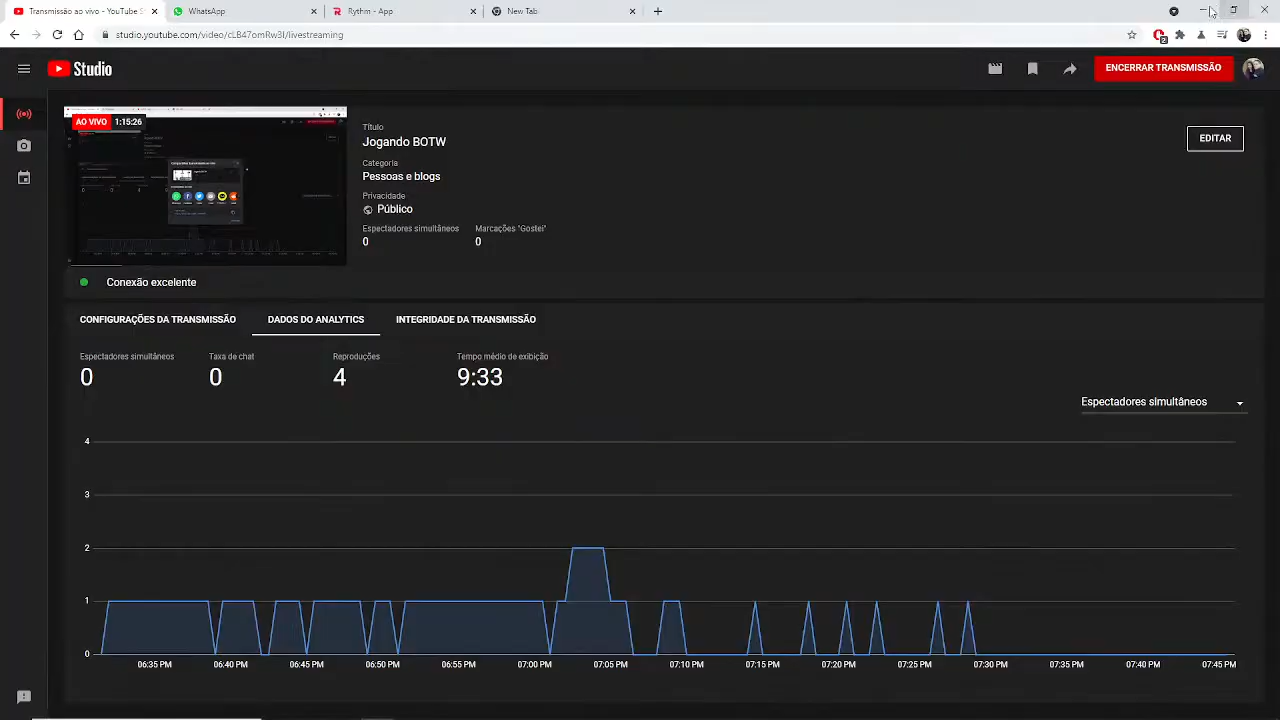 Transmissão ao vivo - YouTube S
WhatsApp
Rythm - App
New Tab
studio.youtube.com/video/cL847omRw3I/livestreaming
2
Studio
ENCERRAR TRANSMISSÃO
AO VIVO 1:15:26
Título
Jogando BOTW
EDITAR
Categoria
Pessoas e blogs
Privacidade
Público
Espectadores simultâneos Marcações "Gostei"
0 0
Conexão excelente
CONFIGURAÇÕES DA TRANSMISSÃO DADOS DO ANALYTICS INTEGRIDADE DA TRANSMISSÃO
Espectadores simultâneos Taxa de chat Reproduções Tempo médio de exibição
0 0 4 9:33
Espectadores simultâneos
4
3
2
1
0
06:35 PM 06:40 PM 06:45 PM 06:50 PM 06:55 PM 07:00 PM 07:05 PM 07:10 PM 07:15 PM 07:20 PM 07:25 PM 07:30 PM 07:35 PM 07:40 PM 07:45 PM